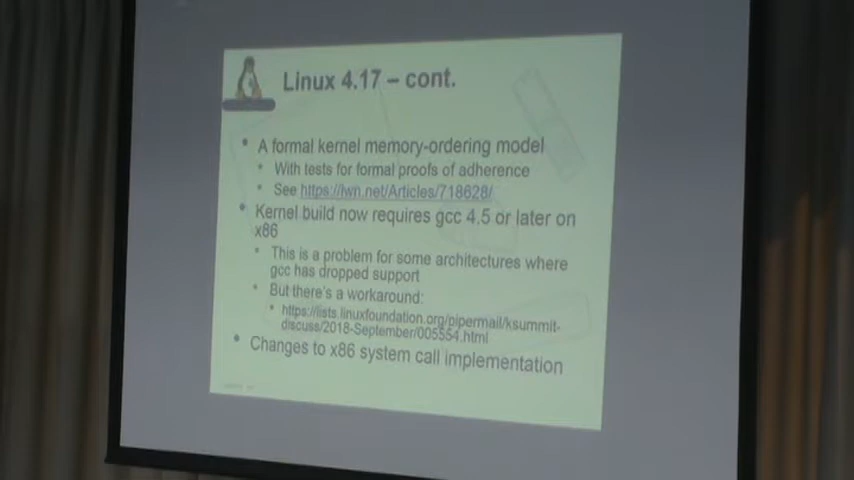 Linux 4.17 – cont.
• A formal kernel memory-ordering model
• With tests for formal proofs of adherence
• See https://lwn.net/Articles/718628/
• Kernel build now requires gcc 4.5 or later on
x86
• This is a problem for some architectures where
gcc has dropped support
• But there's a workaround:
• https://lists.linuxfoundation.org/pipermail/ksummit-
discuss/2018-September/005554.html
• Changes to x86 system call implementation